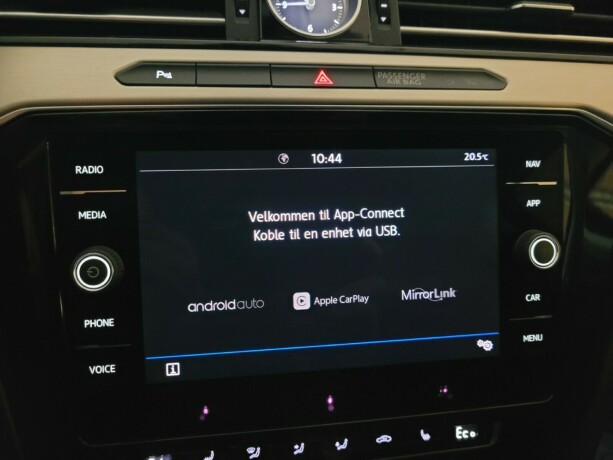 P
PASSENGER
AIR BAG
10:44
20.5°C
RADIO
MEDIA
PHONE
VOICE
NAV
APP
CAR
MENU
Velkommen til App-Connect
Koble til en enhet via USB.
androidauto
Apple CarPlay
MirrorLink
i
Eco